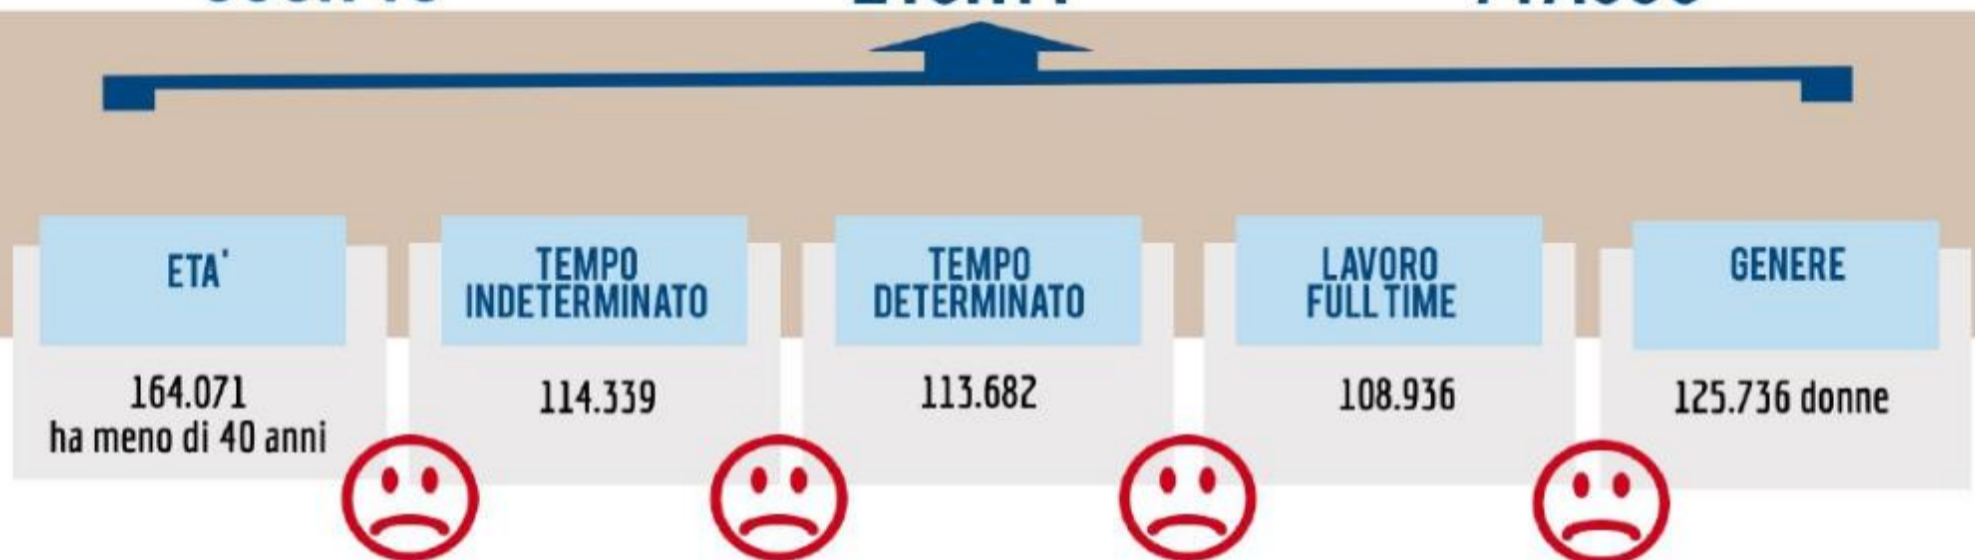 ETA'
TEMPO
INDETERMINATO
TEMPO
DETERMINATO
LAVORO
FULL TIME
GENERE
164.071
ha meno di 40 anni
114.339
113.682
108.936
125.736 donne